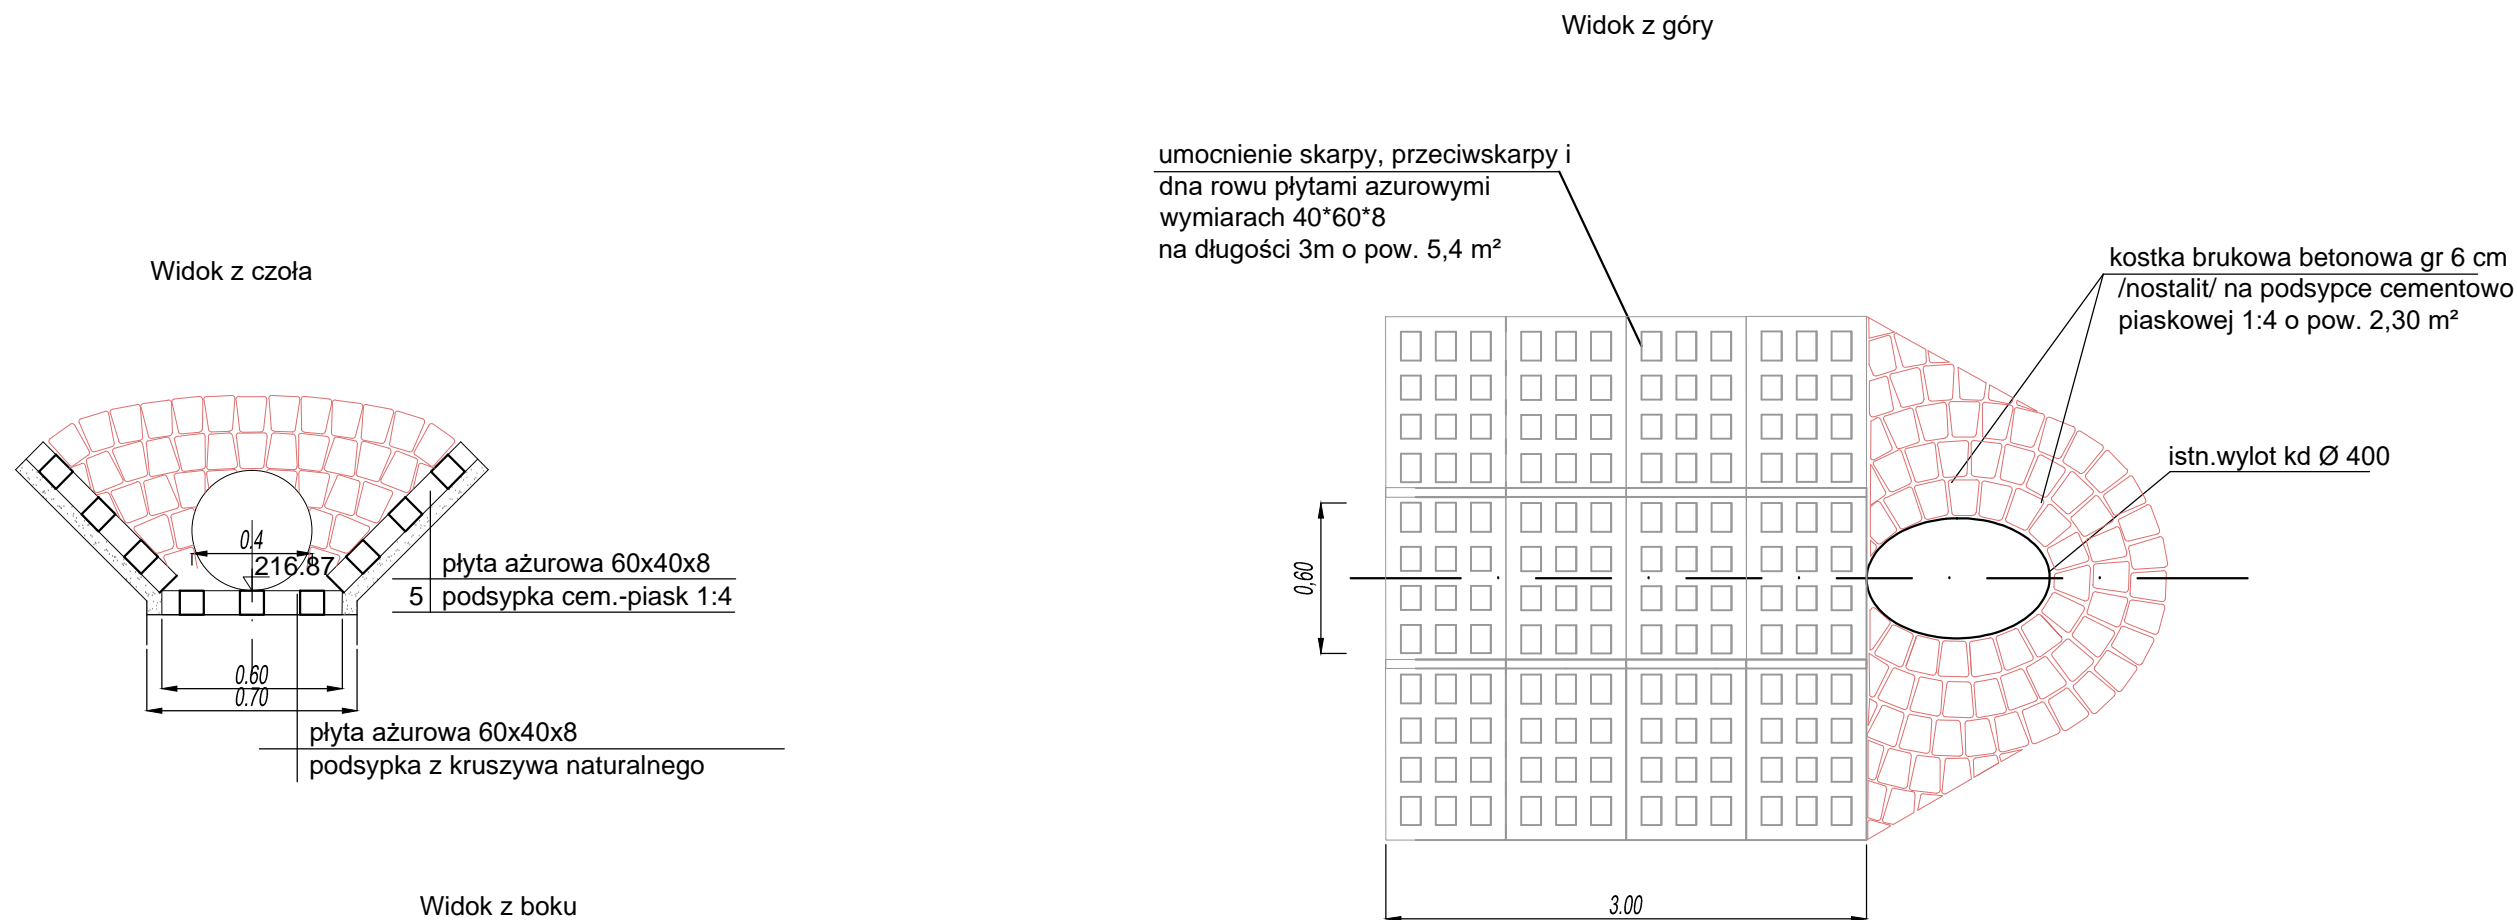 Widok z góry
umocnienie skarpy, przeciwskarpy i
dna rowu płytami azurowymi
wymiarach 40*60*8
na długości 3m o pow. 5,4 m²
kostka brukowa betonowa gr 6 cm
/nostalit/ na podsypce cementowo
piaskowej 1:4 o pow. 2,30 m²
istn.wylot kd Ø 400
0,60
3.00
Widok z czoła
0.4
216.87
płyta ażurowa 60x40x8
5 podsypka cem.-piask 1:4
0.60
0.70
płyta ażurowa 60x40x8
podsypka z kruszywa naturalnego
Widok z boku